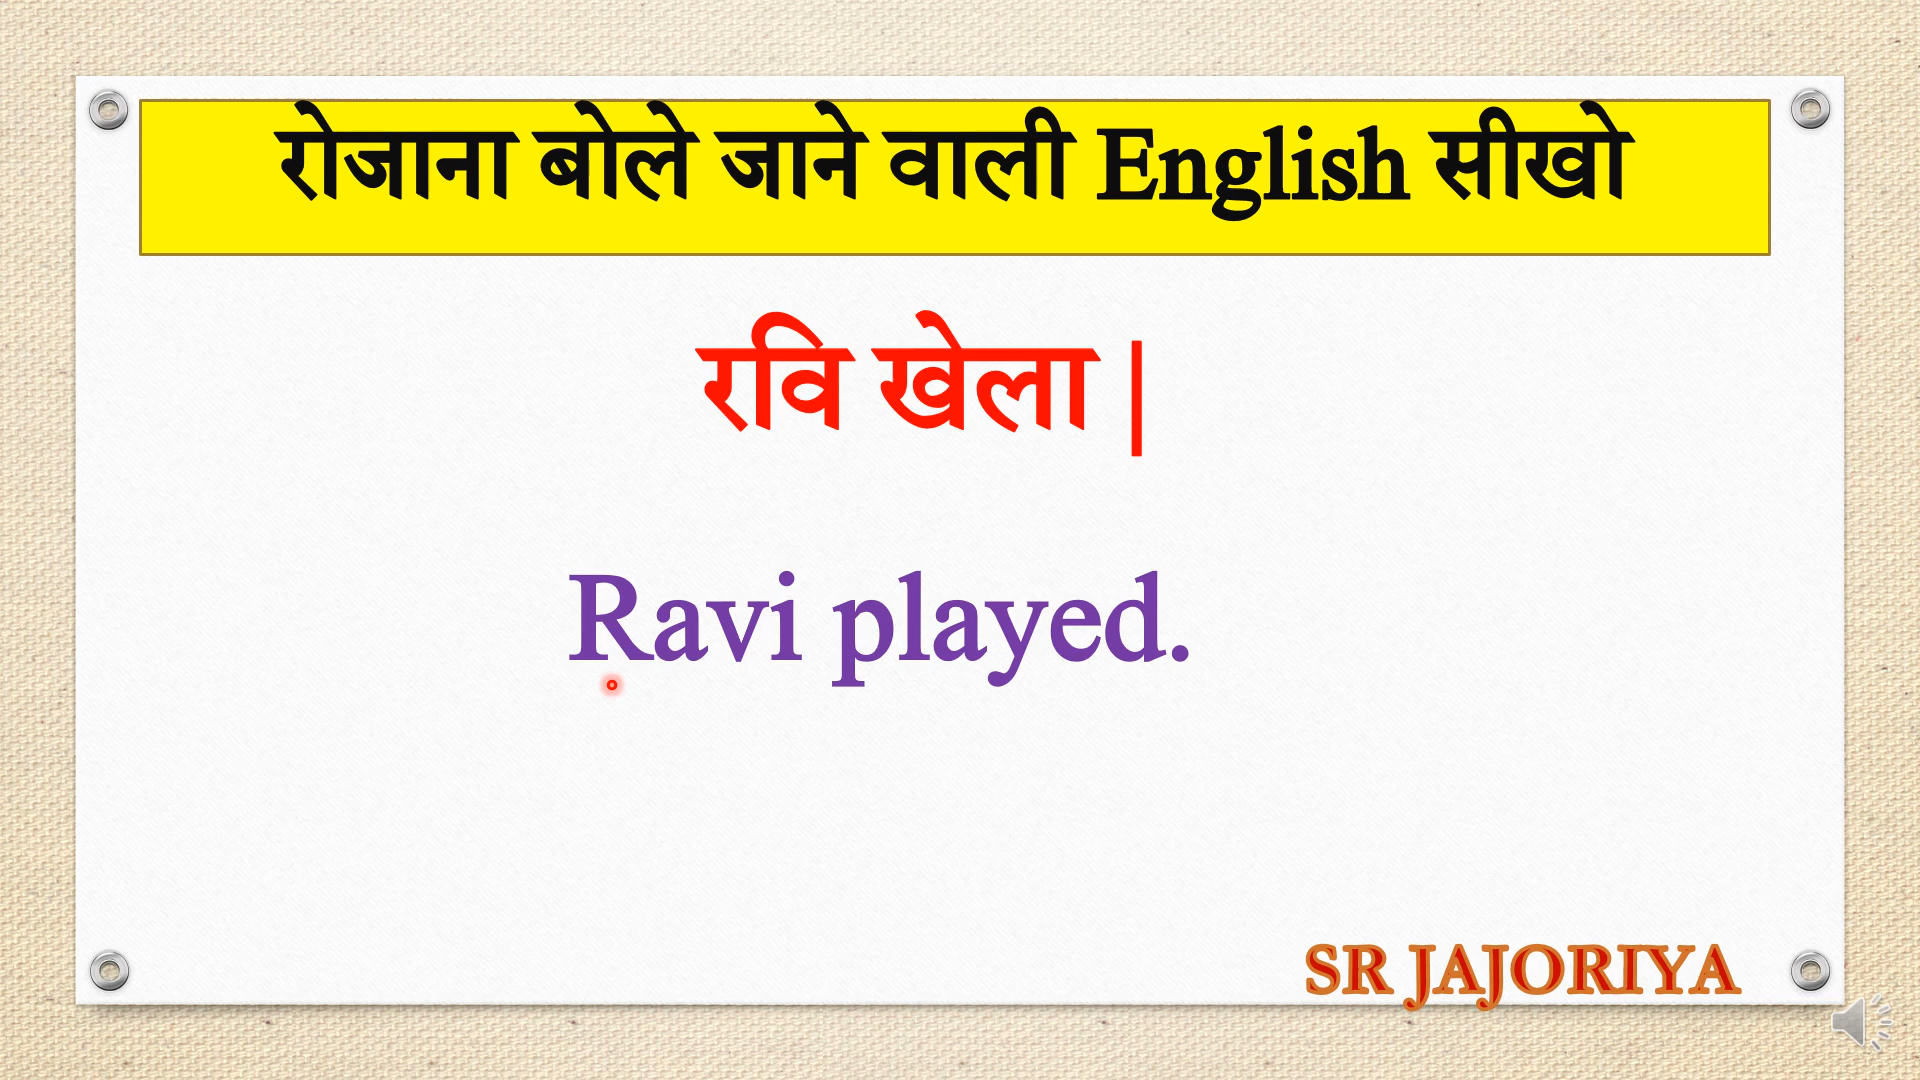 रोजाना बोले जाने वाली English सीखो
रवि खेला |
Ravi played.
SR JAJORIYA